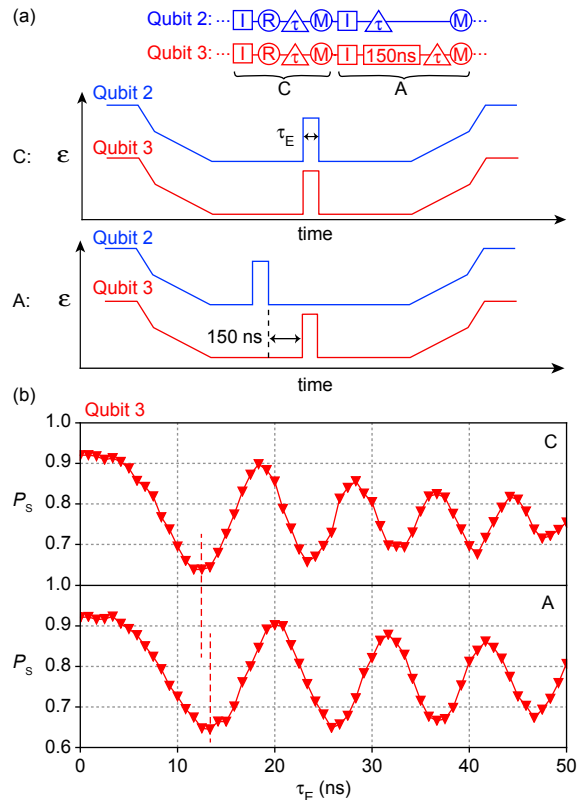 (a)
Qubit 2: ··· I R τ M I τ M ···
Qubit 3: ··· I R τ M I 150ns τ M ···
C A
Qubit 2
C: ε τE
Qubit 3
time
Qubit 2
A: ε
Qubit 3
150 ns
time
(b)
Qubit 3
1.0
C
0.9
PS 0.8
0.7
1.0
A
0.9
PS 0.8
0.7
0.6
0 10 20 30 40 50
τE (ns)